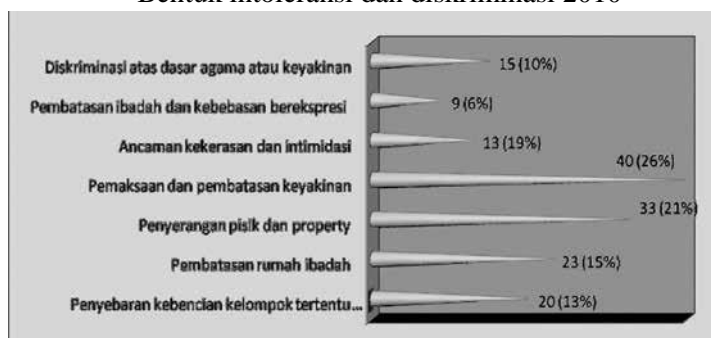 Bentuk intoleransi dan diskriminasi 2010
Diskriminasi atas dasar agama atau keyakinan 15 (10%)
Pembatasan ibadah dan kebebasan berekspresi 9 (6%)
Ancaman kekerasan dan intimidasi 13 (19%)
Pemaksaan dan pembatasan keyakinan 40 (26%)
Penyerangan pisik dan property 33 (21%)
Pembatasan rumah ibadah 23 (15%)
Penyebaran kebencian kelompok tertentu... 20 (13%)